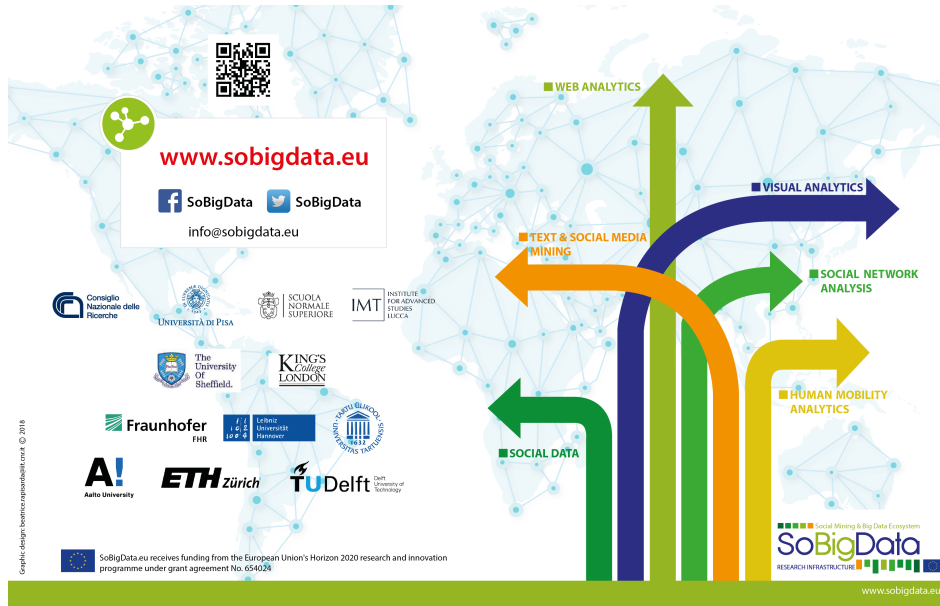 www.sobigdata.eu
SoBigData
SoBigData
info@sobigdata.eu
Consiglio
Nazionale delle
Ricerche
UNIVERSITÀ DI PISA
SCUOLA
NORMALE
SUPERIORE
IMT
INSTITUTE
FOR ADVANCED
STUDIES
LUCCA
The
University
Of
Sheffield.
KING'S
College
LONDON
Fraunhofer
FHR
Leibniz
Universität
Hannover
TARTU ÜLIKOOL
UNIVERSITAS TARTUENSIS
1632
A!
Aalto University
ETH Zürich
TUDelft
Delft
University of
Technology
SoBigData.eu receives funding from the European Union's Horizon 2020 research and innovation
programme under grant agreement No. 654024
Graphic design: beatrice.rapisarda@iit.cnr.it © 2018
WEB ANALYTICS
VISUAL ANALYTICS
TEXT & SOCIAL MEDIA
MINING
SOCIAL NETWORK
ANALYSIS
HUMAN MOBILITY
ANALYTICS
SOCIAL DATA
Social Mining & Big Data Ecosystem
SoBigData
RESEARCH INFRASTRUCTURE
www.sobigdata.eu